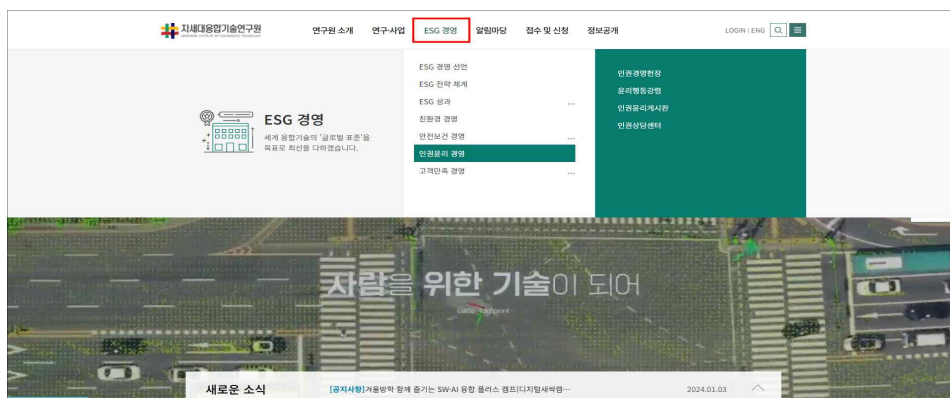 차세대융합기술연구원
연구원 소개 연구·사업 ESG 경영 알림마당 접수 및 신청 정보공개
LOGIN | ENG
ESG 경영
세계 융합기술의 '글로벌 표준'을
목표로 최선을 다하겠습니다.
ESG 경영 선언
ESG 전략 체계
ESG 성과 ...
친환경 경영
안전보건 경영 ...
인권윤리 경영
고객만족 경영 ...
인권경영헌장
윤리행동강령
인권윤리게시판
인권상담센터
사람을 위한 기술이 되어
새로운 소식
[공지사항]겨울방학 함께 즐기는 SW·AI 융합 플러스 캠프(디지털새싹캠…
2024.01.03